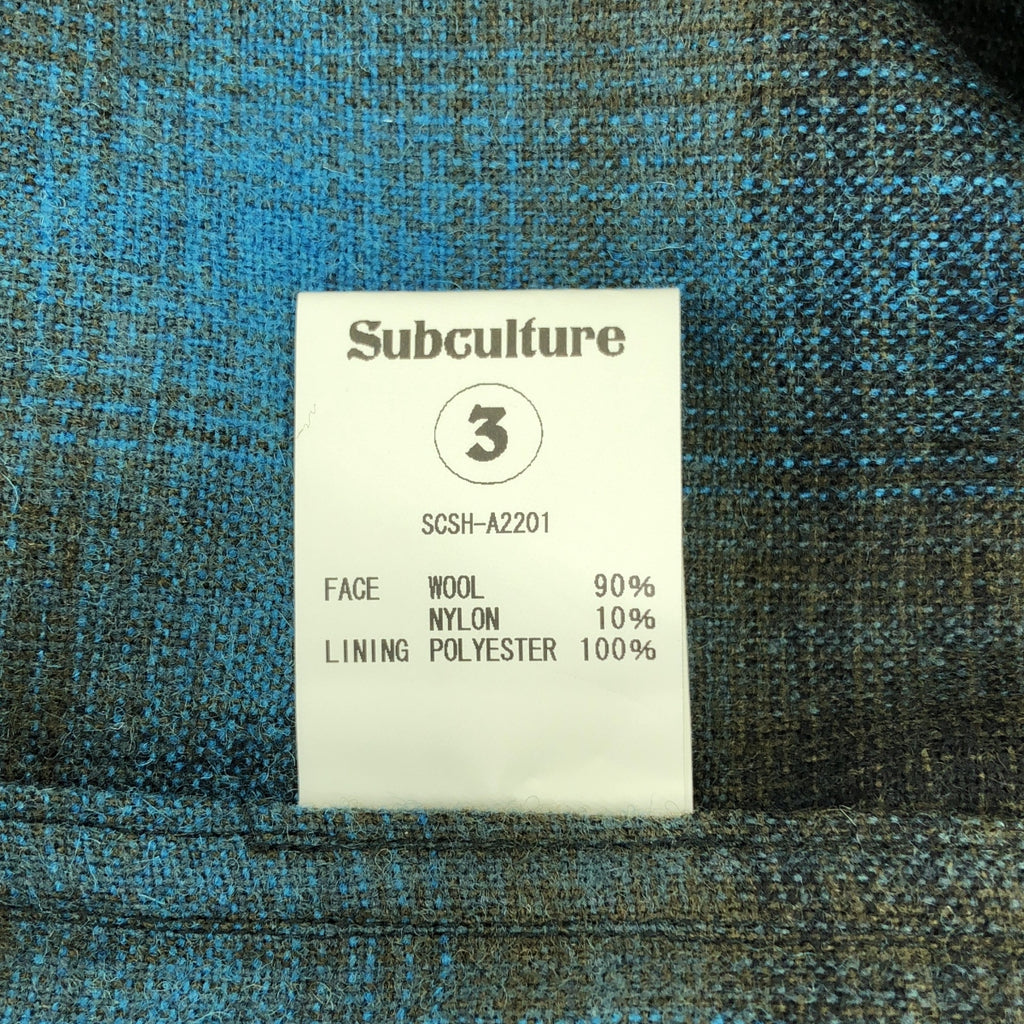 Subculture
3
SCSH-A2201
FACE WOOL 90%
NYLON 10%
LINING POLYESTER 100%